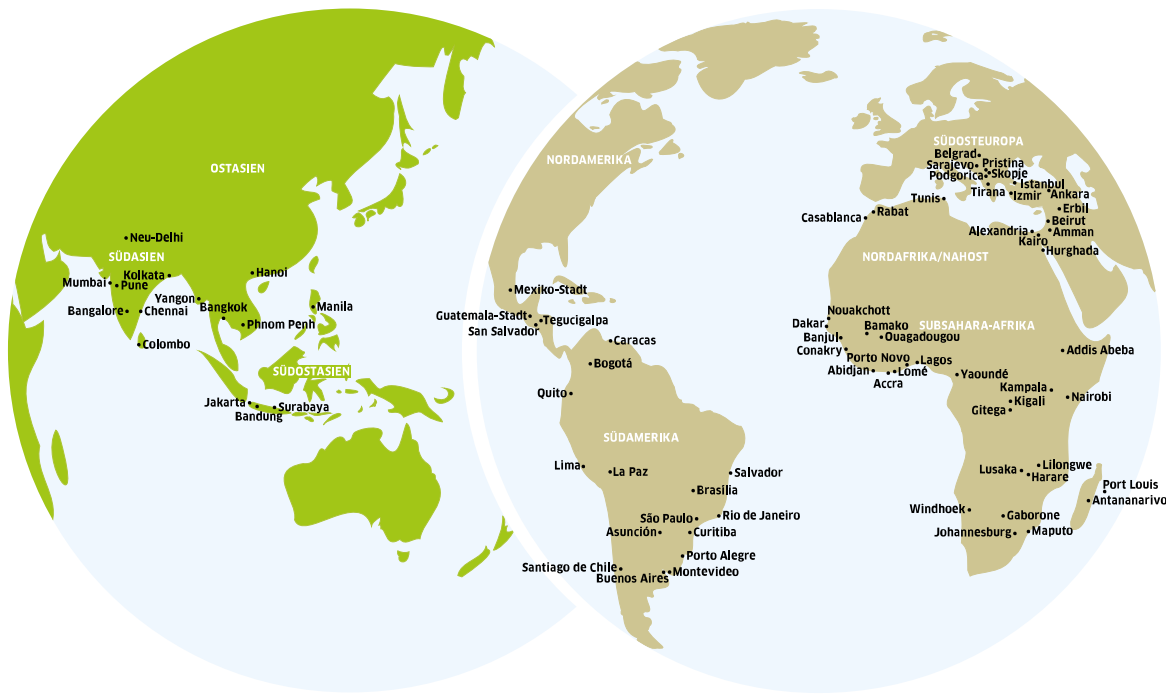 OSTASIEN
Neu-Delhi
SÜDASIEN
Kolkata
Mumbai
Pune
Hanoi
Yangon
Bangkok
Manila
Bangalore
Chennai
Phnom Penh
Colombo
SÜDOSTASIEN
Jakarta
Surabaya
Bandung
NORDAMERIKA
Mexiko-Stadt
Guatemala-Stadt
Tegucigalpa
San Salvador
Caracas
Bogotá
Quito
SÜDAMERIKA
Lima
La Paz
Salvador
Brasilia
São Paulo
Rio de Janeiro
Asunción
Curitiba
Porto Alegre
Santiago de Chile
Buenos Aires
Montevideo
SÜDOSTEUROPA
Belgrad
Sarajevo
Pristina
Podgorica
Skopje
Tirana
Istanbul
Izmir
Ankara
Tunis
Erbil
Casablanca
Rabat
Beirut
Alexandria
Amman
Kairo
Hurghada
NORDAFRIKA/NAHOST
Nouakchott
Dakar
Bamako
SUBSAHARA-AFRIKA
Banjul
Ouagadougou
Conakry
Porto Novo
Lagos
Addis Abeba
Abidjan
Lomé
Accra
Yaoundé
Kampala
Kigali
Nairobi
Gitega
Lusaka
Lilongwe
Harare
Port Louis
Antananarivo
Windhoek
Gaborone
Johannesburg
Maputo